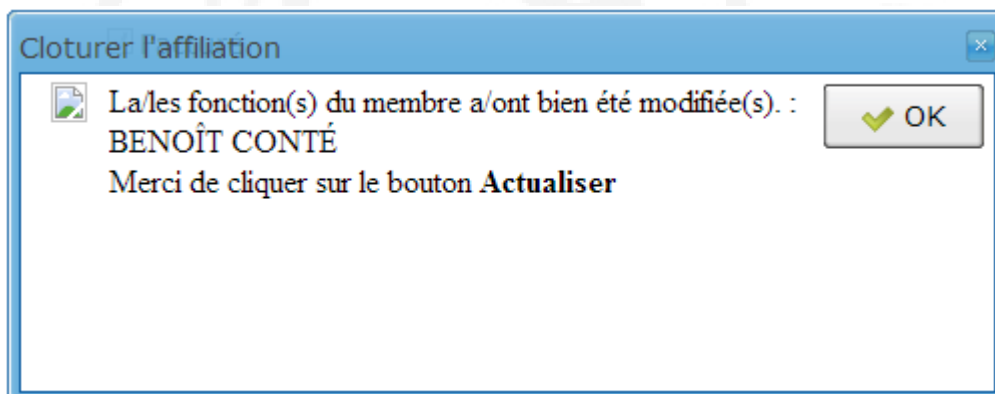 Cloturer l'affiliation
La/les fonction(s) du membre a/ont bien été modifiée(s). :
BENOÎT CONTÉ
Merci de cliquer sur le bouton Actualiser
OK